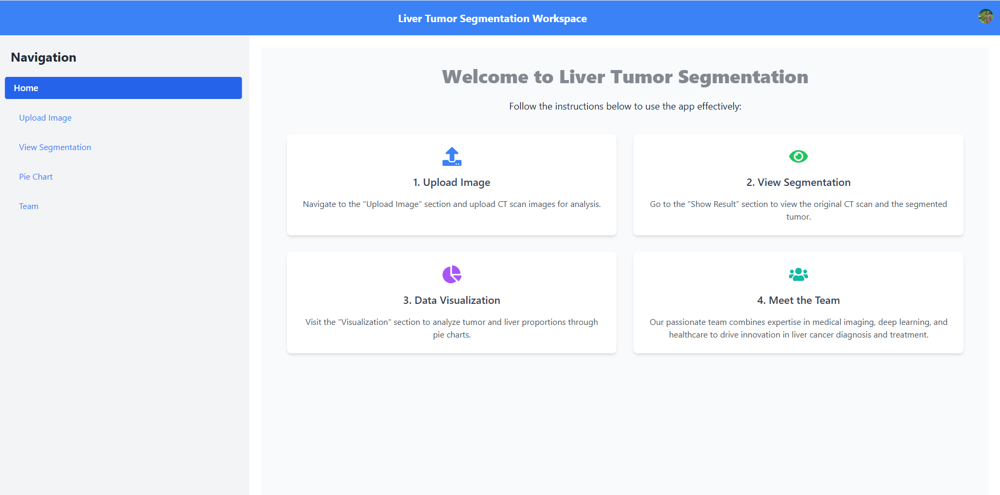 Liver Tumor Segmentation Workspace
Navigation
Home
Upload Image
View Segmentation
Pie Chart
Team
Welcome to Liver Tumor Segmentation
Follow the instructions below to use the app effectively:
1. Upload Image
Navigate to the "Upload Image" section and upload CT scan images for analysis.
2. View Segmentation
Go to the "Show Result" section to view the original CT scan and the segmented
tumor.
3. Data Visualization
Visit the "Visualization" section to analyze tumor and liver proportions through
pie charts.
4. Meet the Team
Our passionate team combines expertise in medical imaging, deep learning, and
healthcare to drive innovation in liver cancer diagnosis and treatment.